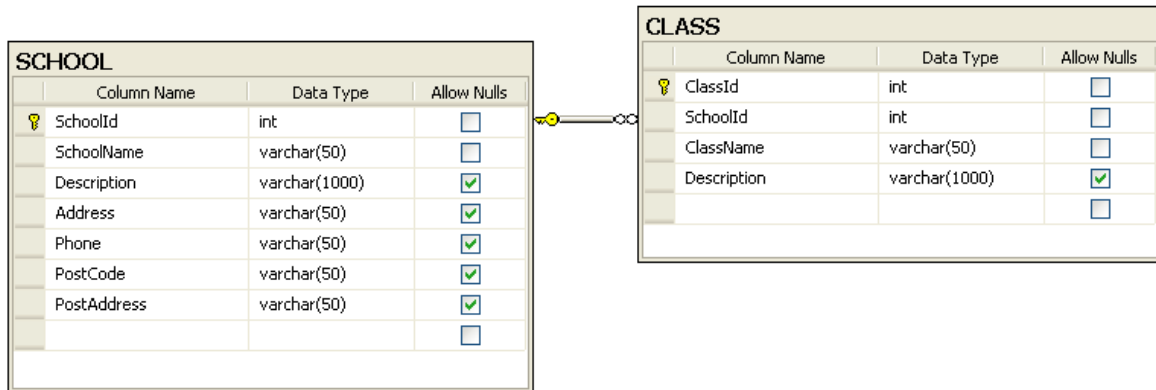 SCHOOL
Column Name Data Type Allow Nulls
SchoolId int
SchoolName varchar(50)
Description varchar(1000)
Address varchar(50)
Phone varchar(50)
PostCode varchar(50)
PostAddress varchar(50)
CLASS
Column Name Data Type Allow Nulls
ClassId int
SchoolId int
ClassName varchar(50)
Description varchar(1000)